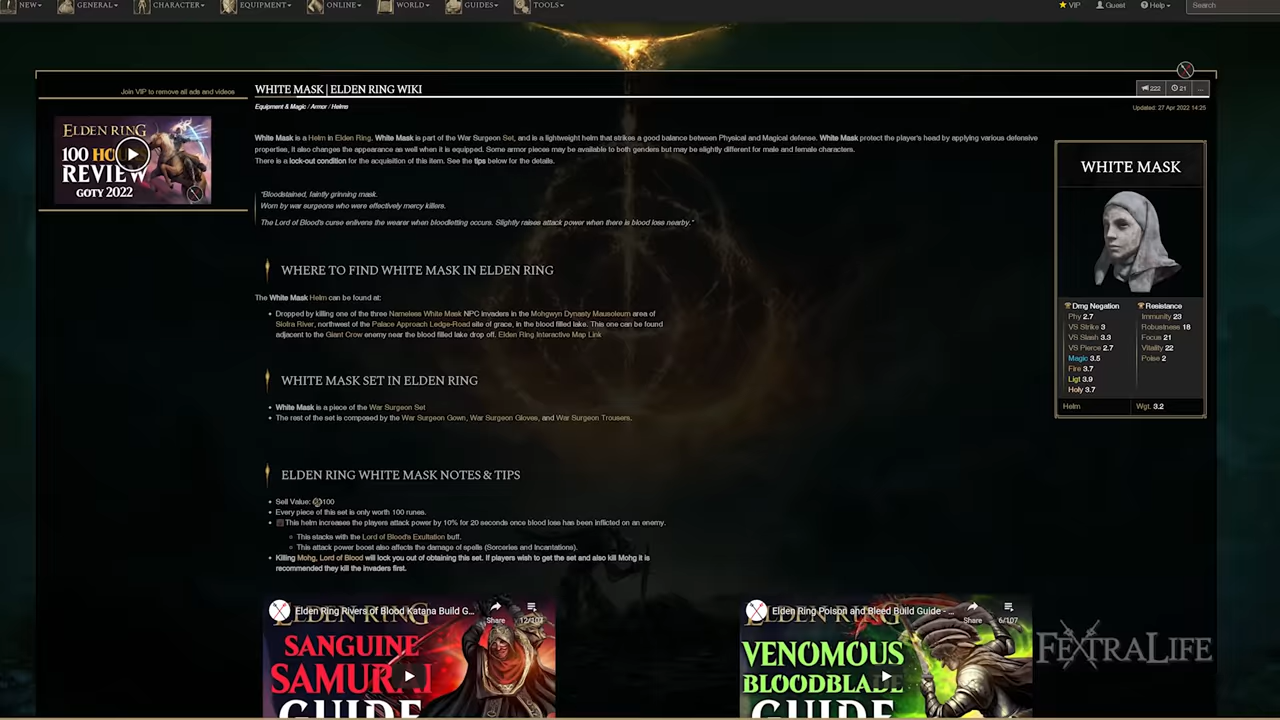 NEW
GENERAL
CHARACTER
EQUIPMENT
ONLINE
WORLD
GUIDES
TOOLS
VIP
Guest
Help
Search
Join VIP to remove all ads and videos
ELDEN RING
100 HO
REVIEW
GOTY 2022
WHITE MASK | ELDEN RING WIKI
222
21
...
Equipment & Magic / Armor / Helms
Updated: 27 Apr 2022 14:25
White Mask is a Helm in Elden Ring. White Mask is part of the War Surgeon Set, and is a lightweight helm that strikes a good balance between Physical and Magical defense. White Mask protect the player's head by applying various defensive
properties, it also changes the appearance as well when it is equipped. Some armor pieces may be available to both genders but may be slightly different for male and female characters.
There is a lock-out condition for the acquisition of this item. See the tips below for the details.
"Bloodstained, faintly grinning mask.
Worn by war surgeons who were effectively mercy killers.
The Lord of Blood's curse enlivens the wearer when bloodletting occurs. Slightly raises attack power when there is blood loss nearby."
WHERE TO FIND WHITE MASK IN ELDEN RING
The White Mask Helm can be found at:
Dropped by killing one of the three Nameless White Mask NPC invaders in the Mohgwyn Dynasty Mausoleum area of
Siofra River, northwest of the Palace Approach Ledge-Road site of grace, in the blood filled lake. This one can be found
adjacent to the Giant Crow enemy near the blood filled lake drop off. Elden Ring Interactive Map Link
WHITE MASK SET IN ELDEN RING
White Mask is a piece of the War Surgeon Set
The rest of the set is composed by the War Surgeon Gown, War Surgeon Gloves, and War Surgeon Trousers.
ELDEN RING WHITE MASK NOTES & TIPS
Sell Value: 100
Every piece of this set is only worth 100 runes.
This helm increases the players attack power by 10% for 20 seconds once blood loss has been inflicted on an enemy.
This stacks with the Lord of Blood's Exultation buff.
This attack power boost also affects the damage of spells (Sorceries and Incantations).
Killing Mohg, Lord of Blood will lock you out of obtaining this set. If players wish to get the set and also kill Mohg it is
recommended they kill the invaders first.
WHITE MASK
Dmg Negation
Resistance
Phy 2.7
Immunity 23
VS Strike 3
Robustness 18
VS Slash 3.3
Focus 21
VS Pierce 2.7
Vitality 22
Magic 3.5
Poise 2
Fire 3.7
Ligt 3.9
Holy 3.7
Helm
Wgt. 3.2
Elden Ring Rivers of Blood Katana Build G...
Share
12/107
ELDEN RING
SANGUINE
SAMURAI
GUIDE
Elden Ring Poison and Bleed Build Guide - ...
Share
6/107
ELDEN RING
VENOMOUS
BLOODBLADE
GUIDE
FEXTRALIFE